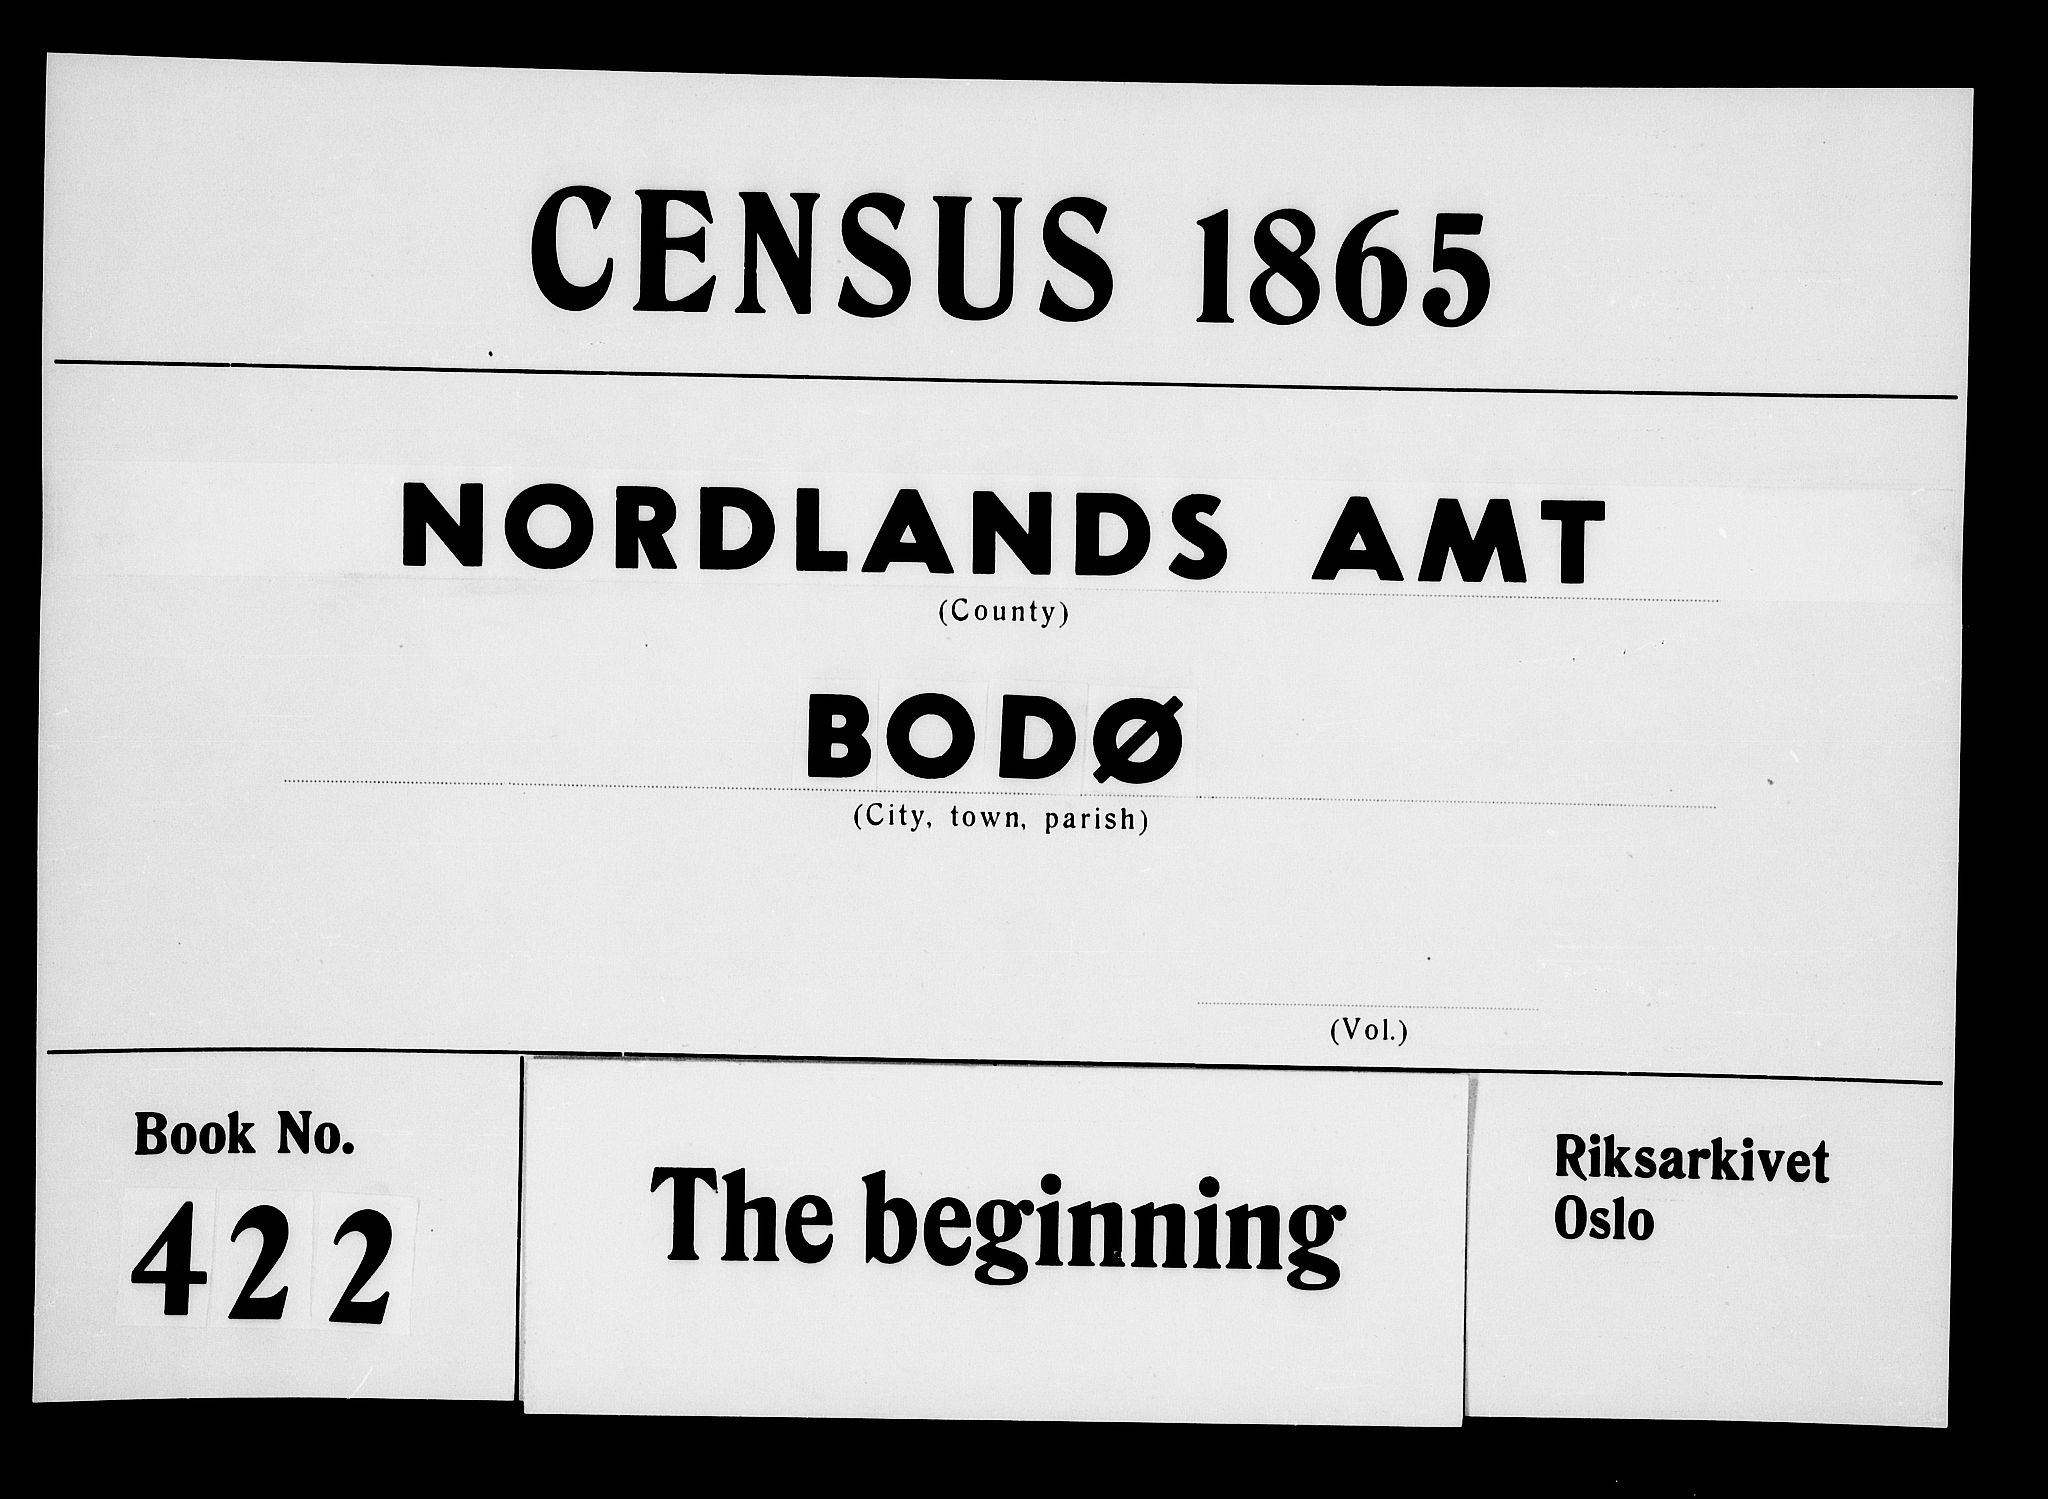 CENSUS 1865
NORDLANDS AMT
(County)
BODØ
(City, town, parish)
(Vol.)
Book No.
422
The beginning
Riksarkivet
Oslo